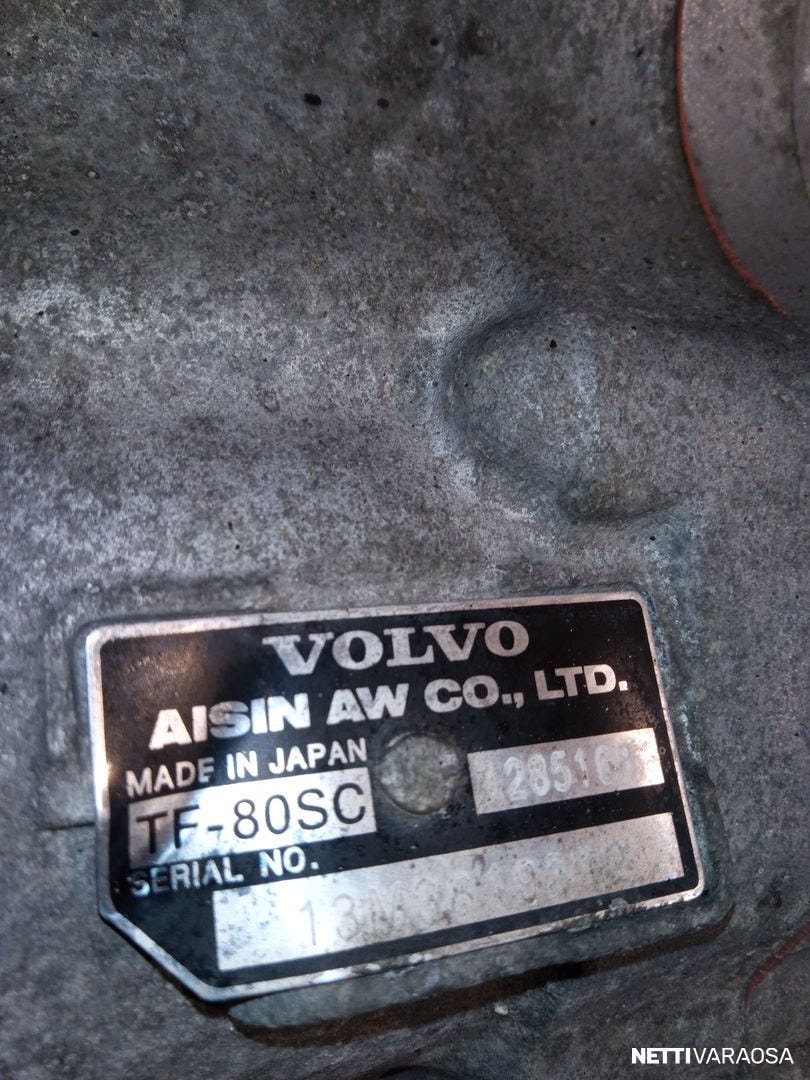 VOLVO
AISIN AW CO., LTD.
MADE IN JAPAN
TF-80SC
SERIAL NO.
NETTIVARAOSA